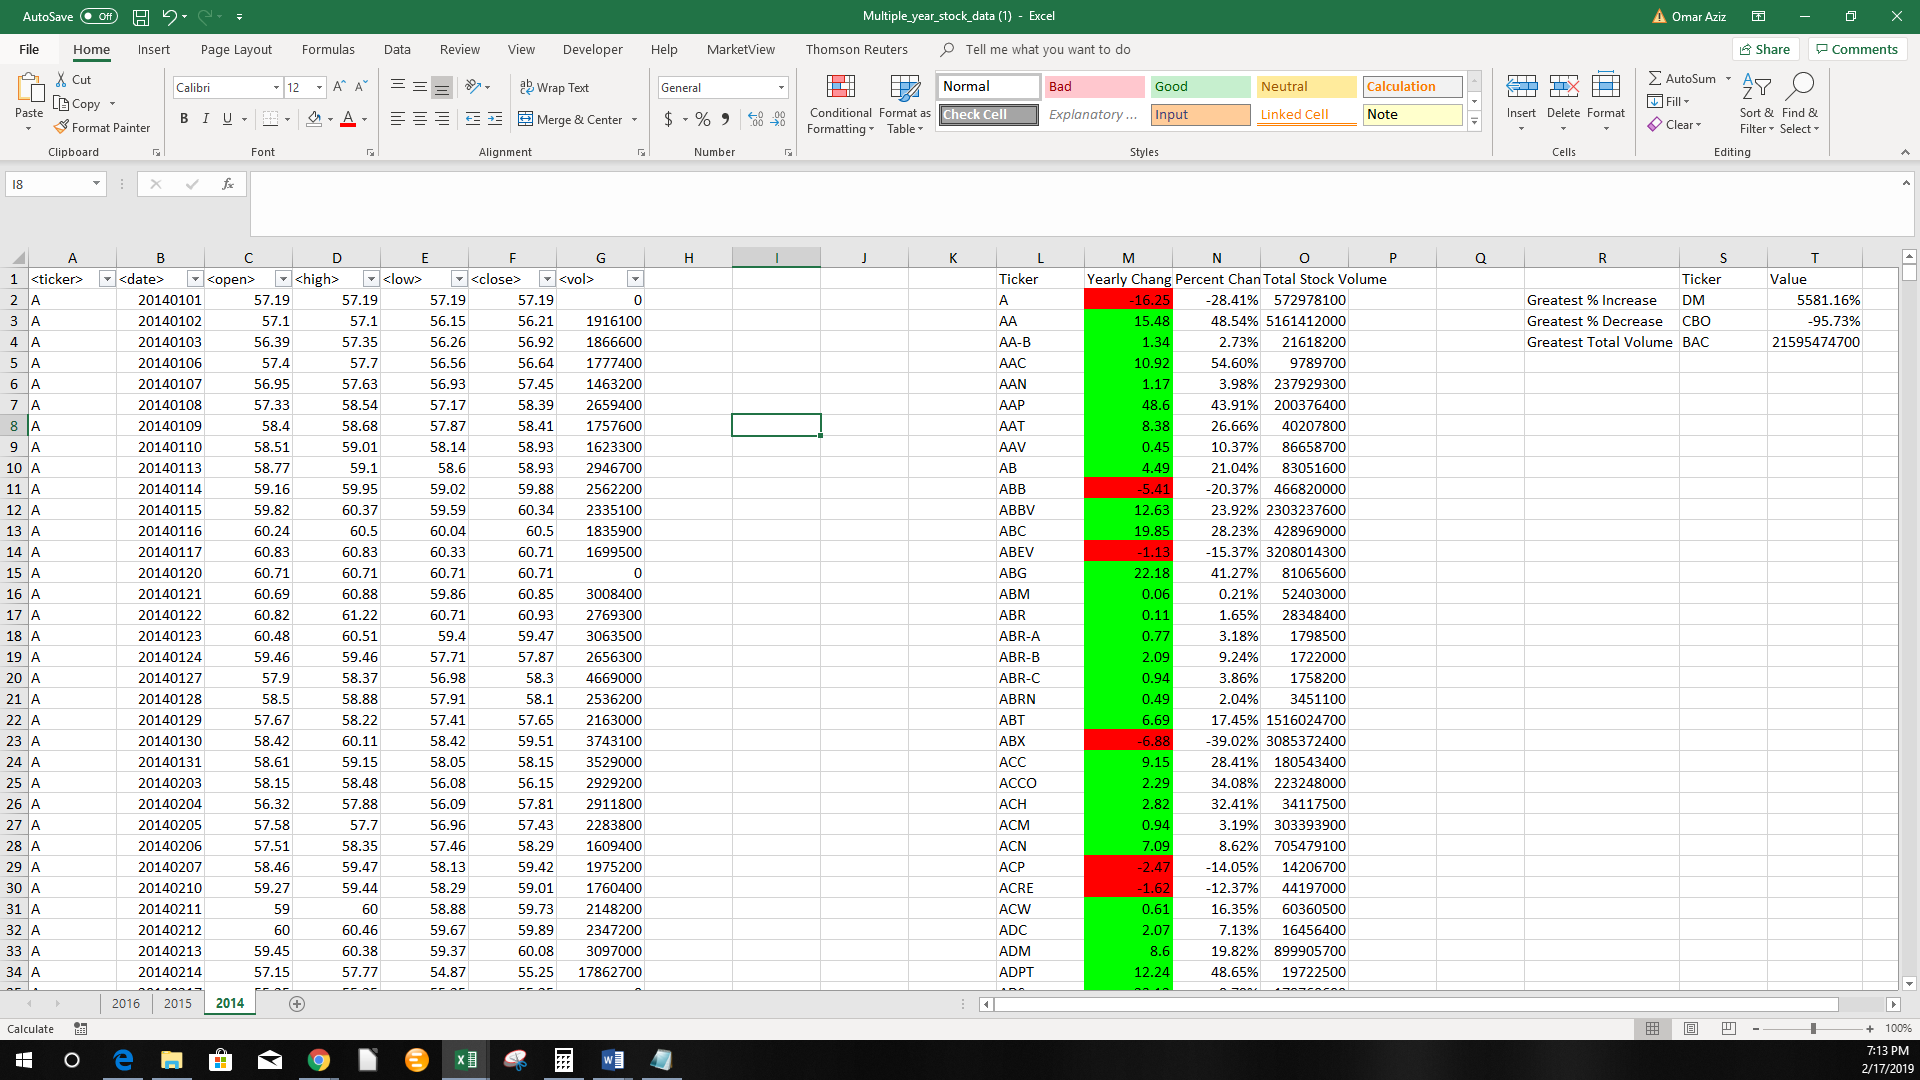 AutoSave Off Multiple_year_stock_data (1) - Excel Omar Aziz
File Home Insert Page Layout Formulas Data Review View Developer Help MarketView Thomson Reuters Tell me what you want to do Share Comments
Paste Cut Copy Format Painter
Calibri 12 B I U
Wrap Text Merge & Center
General $ % 9
Conditional Formatting Format as Table
Normal Bad Good Neutral Calculation
Check Cell Explanatory ... Input Linked Cell Note
Insert Delete Format
AutoSum Fill Clear Sort & Filter Find & Select
Clipboard Font Alignment Number Styles Cells Editing
I8 fx
A B C D E F G H I J K L M N O P Q R S T
1 <ticker> <date> <open> <high> <low> <close> <vol> Ticker Yearly Chang Percent Chan Total Stock Volume Ticker Value
2 A 20140101 57.19 57.19 57.19 57.19 0 A -16.25 -28.41% 572978100 Greatest % Increase DM 5581.16%
3 A 20140102 57.1 57.1 56.15 56.21 1916100 AA 15.48 48.54% 5161412000 Greatest % Decrease CBO -95.73%
4 A 20140103 56.39 57.35 56.26 56.92 1866600 AA-B 1.34 2.73% 21618200 Greatest Total Volume BAC 21595474700
5 A 20140106 57.4 57.7 56.56 56.64 1777400 AAC 10.92 54.60% 9789700
6 A 20140107 56.95 57.63 56.93 57.45 1463200 AAN 1.17 3.98% 237929300
7 A 20140108 57.33 58.54 57.17 58.39 2659400 AAP 48.6 43.91% 200376400
8 A 20140109 58.4 58.68 57.87 58.41 1757600 AAT 8.38 26.66% 40207800
9 A 20140110 58.51 59.01 58.14 58.93 1623300 AAV 0.45 10.37% 86658700
10 A 20140113 58.77 59.1 58.6 58.93 2946700 AB 4.49 21.04% 83051600
11 A 20140114 59.16 59.95 59.02 59.88 2562200 ABB -5.41 -20.37% 466820000
12 A 20140115 59.82 60.37 59.59 60.34 2335100 ABBV 12.63 23.92% 2303237600
13 A 20140116 60.24 60.5 60.04 60.5 1835900 ABC 19.85 28.23% 428969000
14 A 20140117 60.83 60.83 60.33 60.71 1699500 ABEV -1.13 -15.37% 3208014300
15 A 20140120 60.71 60.71 60.71 60.71 0 ABG 22.18 41.27% 81065600
16 A 20140121 60.69 60.88 59.86 60.85 3008400 ABM 0.06 0.21% 52403000
17 A 20140122 60.82 61.22 60.71 60.93 2769300 ABR 0.11 1.65% 28348400
18 A 20140123 60.48 60.51 59.4 59.47 3063500 ABR-A 0.77 3.18% 1798500
19 A 20140124 59.46 59.46 57.71 57.87 2656300 ABR-B 2.09 9.24% 1722000
20 A 20140127 57.9 58.37 56.98 58.3 4669000 ABR-C 0.94 3.86% 1758200
21 A 20140128 58.5 58.88 57.91 58.1 2536200 ABRN 0.49 2.04% 3451100
22 A 20140129 57.67 58.22 57.41 57.65 2163000 ABT 6.69 17.45% 1516024700
23 A 20140130 58.42 60.11 58.42 59.51 3743100 ABX -6.88 -39.02% 3085372400
24 A 20140131 58.61 59.15 58.05 58.15 3529000 ACC 9.15 28.41% 180543400
25 A 20140203 58.15 58.48 56.08 56.15 2929200 ACCO 2.29 34.08% 223248000
26 A 20140204 56.32 57.88 56.09 57.81 2911800 ACH 2.82 32.41% 34117500
27 A 20140205 57.58 57.7 56.96 57.43 2283800 ACM 0.94 3.19% 303393900
28 A 20140206 57.51 58.35 57.46 58.29 1609400 ACN 7.09 8.62% 705479100
29 A 20140207 58.46 59.47 58.13 59.42 1975200 ACP -2.47 -14.05% 14206700
30 A 20140210 59.27 59.44 58.29 59.01 1760400 ACRE -1.62 -12.37% 44197000
31 A 20140211 59 60 58.88 59.73 2148200 ACW 0.61 16.35% 60360500
32 A 20140212 60 60.46 59.67 59.89 2347200 ADC 2.07 7.13% 16456400
33 A 20140213 59.45 60.38 59.37 60.08 3097000 ADM 8.6 19.82% 899905700
34 A 20140214 57.15 57.77 54.87 55.25 17862700 ADPT 12.24 48.65% 19722500
2016 2015 2014
Calculate 100%
7:13 PM
2/17/2019